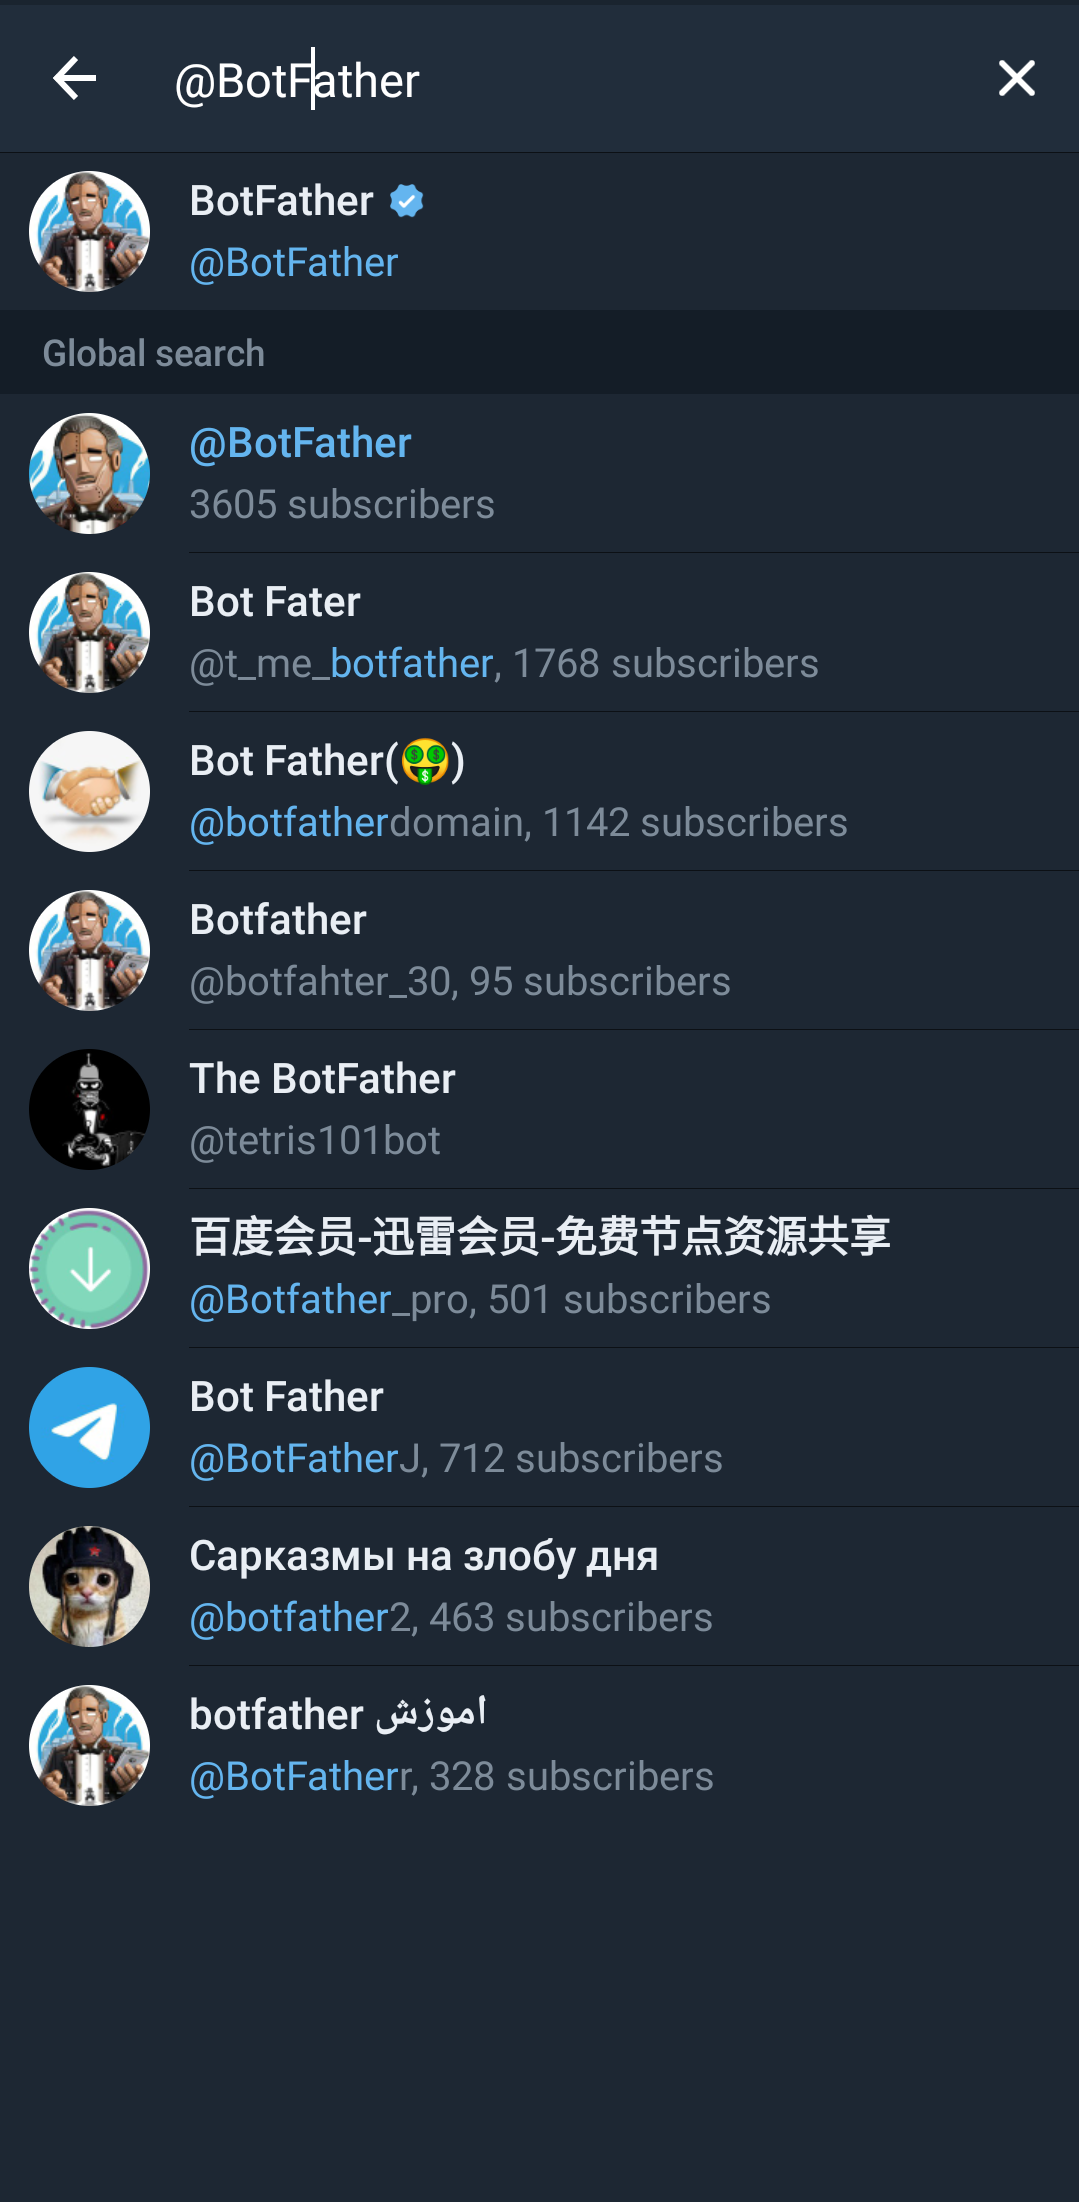 @BotFather
BotFather
@BotFather
Global search
@BotFather
3605 subscribers
Bot Fater
@t_me_botfather, 1768 subscribers
Bot Father(🤑)
@botfatherdomain, 1142 subscribers
Botfather
@botfahter_30, 95 subscribers
The BotFather
@tetris101bot
百度会员-迅雷会员-免费节点资源共享
@Botfather_pro, 501 subscribers
Bot Father
@BotFatherJ, 712 subscribers
Сарказмы на злобу дня
@botfather2, 463 subscribers
botfather اموزش
@BotFatherr, 328 subscribers